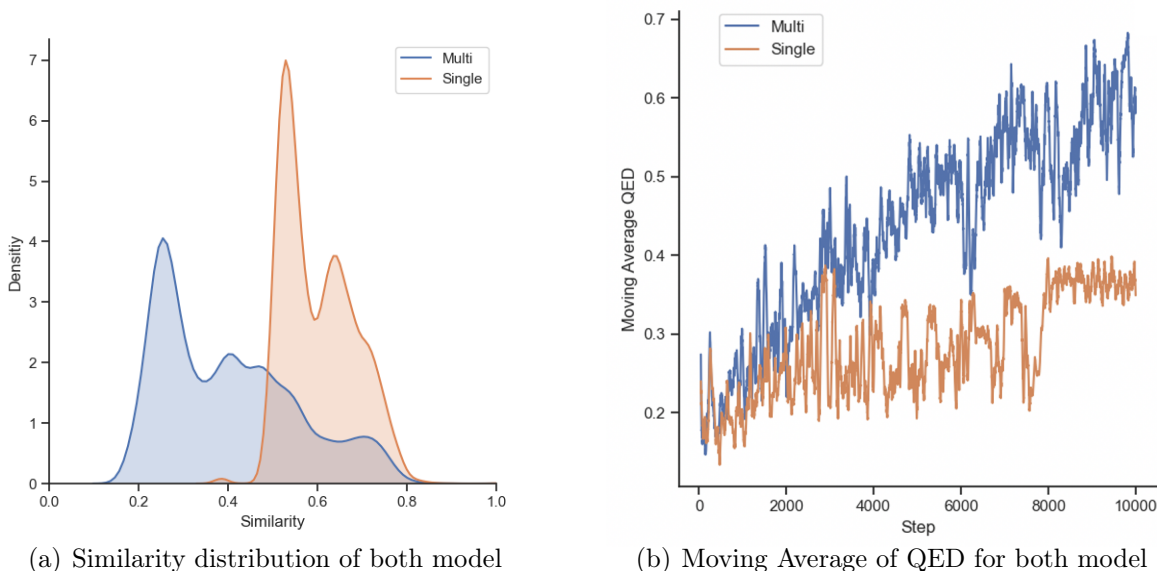 7
6
5
4
3
2
1
0
Densitiy
0.0 0.2 0.4 0.6 0.8 1.0
Similarity
Multi
Single
(a) Similarity distribution of both model
0.7
0.6
0.5
0.4
0.3
0.2
Moving Average QED
0 2000 4000 6000 8000 10000
Step
Multi
Single
(b) Moving Average of QED for both model